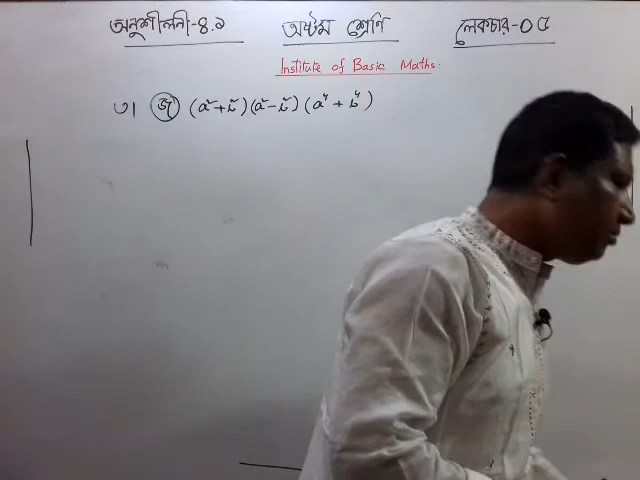 অনুশীলনী-৪.১ অষ্টম শ্রেণি লেকচার-০৫
Institute of Basic Maths.
৩। (জ) (a² + b²) (a² - b²) (a⁴ + b⁴)